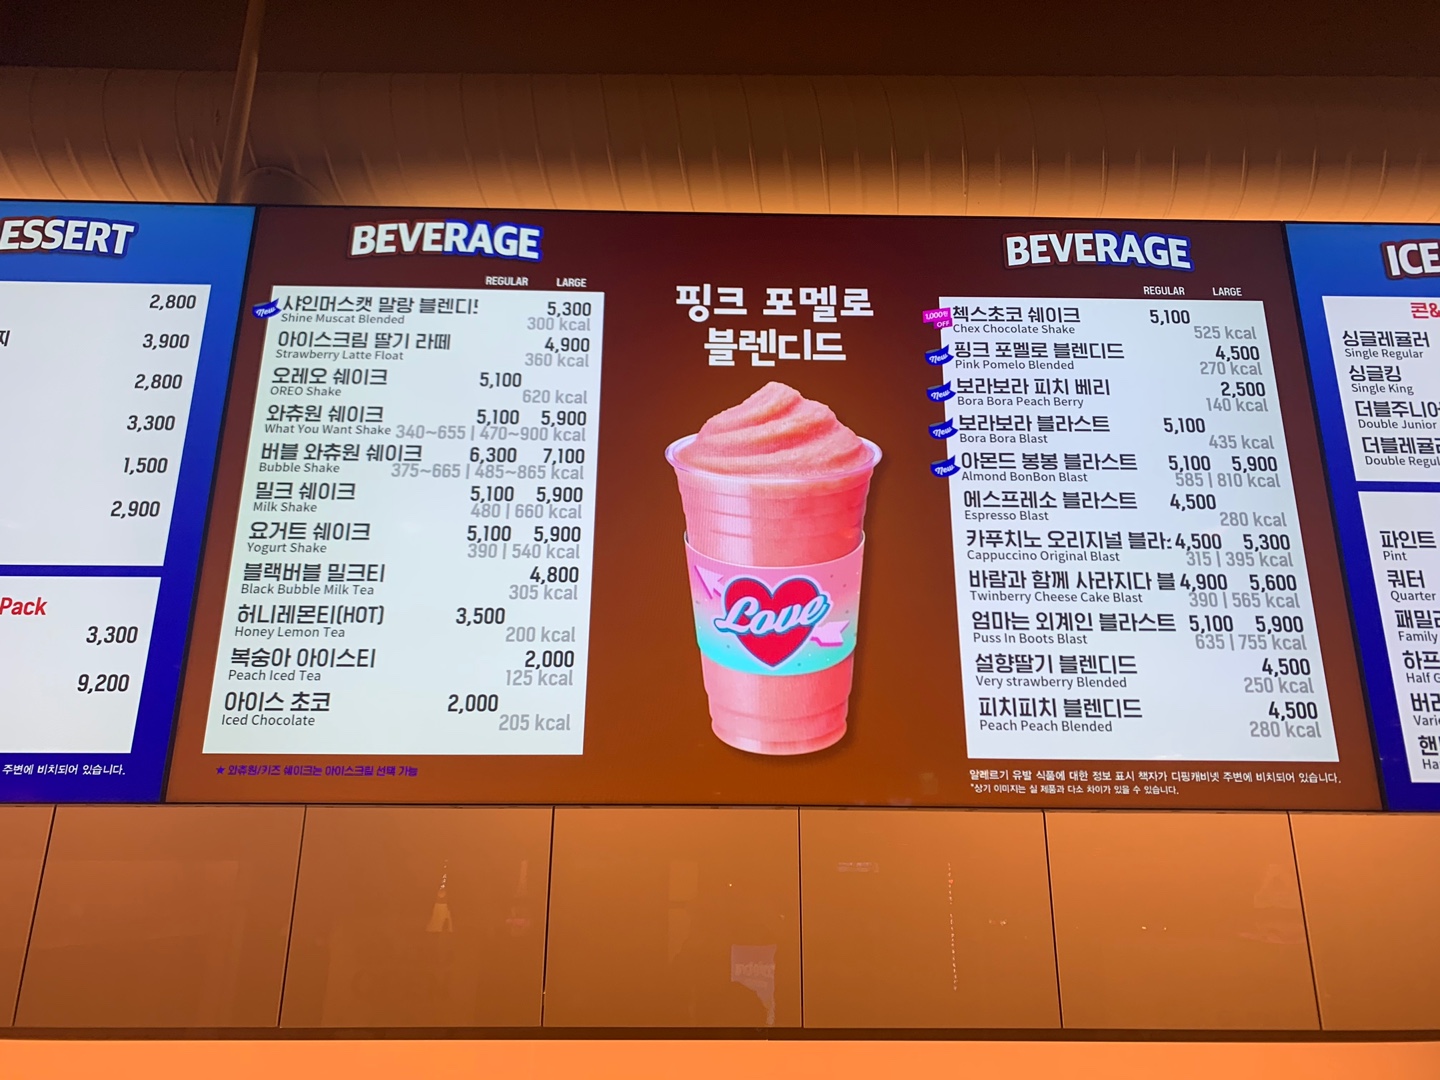 ESSERT
2,800
3,900
2,800
3,300
1,500
2,900
Pack
3,300
9,200
주변에 비치되어 있습니다.
BEVERAGE
REGULAR LARGE
New 샤인머스캣 말랑 블렌디 5,300
Shine Muscat Blended 300 kcal
아이스크림 딸기 라떼 4,900
Strawberry Latte Float 360 kcal
오레오 쉐이크 5,100
OREO Shake 620 kcal
와츄원 쉐이크 5,100 5,900
What You Want Shake 340~655 | 470~900 kcal
버블 와츄원 쉐이크 6,300 7,100
Bubble Shake 375~665 | 485~865 kcal
밀크 쉐이크 5,100 5,900
Milk Shake 480 | 660 kcal
요거트 쉐이크 5,100 5,900
Yogurt Shake 390 | 540 kcal
블랙버블 밀크티 4,800
Black Bubble Milk Tea 305 kcal
허니레몬티(HOT) 3,500
Honey Lemon Tea 200 kcal
복숭아 아이스티 2,000
Peach Iced Tea 125 kcal
아이스 초코 2,000
Iced Chocolate 205 kcal
★ 와츄원/키즈 쉐이크는 아이스크림 선택 가능
핑크 포멜로
블렌디드
Love
BEVERAGE
REGULAR LARGE
1,000원 OFF 첵스초코 쉐이크 5,100
Chex Chocolate Shake 525 kcal
New 핑크 포멜로 블렌디드 4,500
Pink Pomelo Blended 270 kcal
New 보라보라 피치 베리 2,500
Bora Bora Peach Berry 140 kcal
New 보라보라 블라스트 5,100
Bora Bora Blast 435 kcal
New 아몬드 봉봉 블라스트 5,100 5,900
Almond BonBon Blast 585 | 810 kcal
에스프레소 블라스트 4,500
Espresso Blast 280 kcal
카푸치노 오리지널 블라 4,500 5,300
Cappuccino Original Blast 315 | 395 kcal
바람과 함께 사라지다 블 4,900 5,600
Twinberry Cheese Cake Blast 390 | 565 kcal
엄마는 외계인 블라스트 5,100 5,900
Puss In Boots Blast 635 | 755 kcal
설향딸기 블렌디드 4,500
Very strawberry Blended 250 kcal
피치피치 블렌디드 4,500
Peach Peach Blended 280 kcal
알레르기 유발 식품에 대한 정보 표시 책자가 디핑캐비넷 주변에 비치되어 있습니다.
*상기 이미지는 실 제품과 다소 차이가 있을 수 있습니다.
ICE
콘&
싱글레귤러
Single Regular
싱글킹
Single King
더블주니어
Double Junior
더블레귤
Double Regul
파인트
Pint
쿼터
Quarter
패밀리
Family
하프
Half G
버라
Varie
핸
Ha